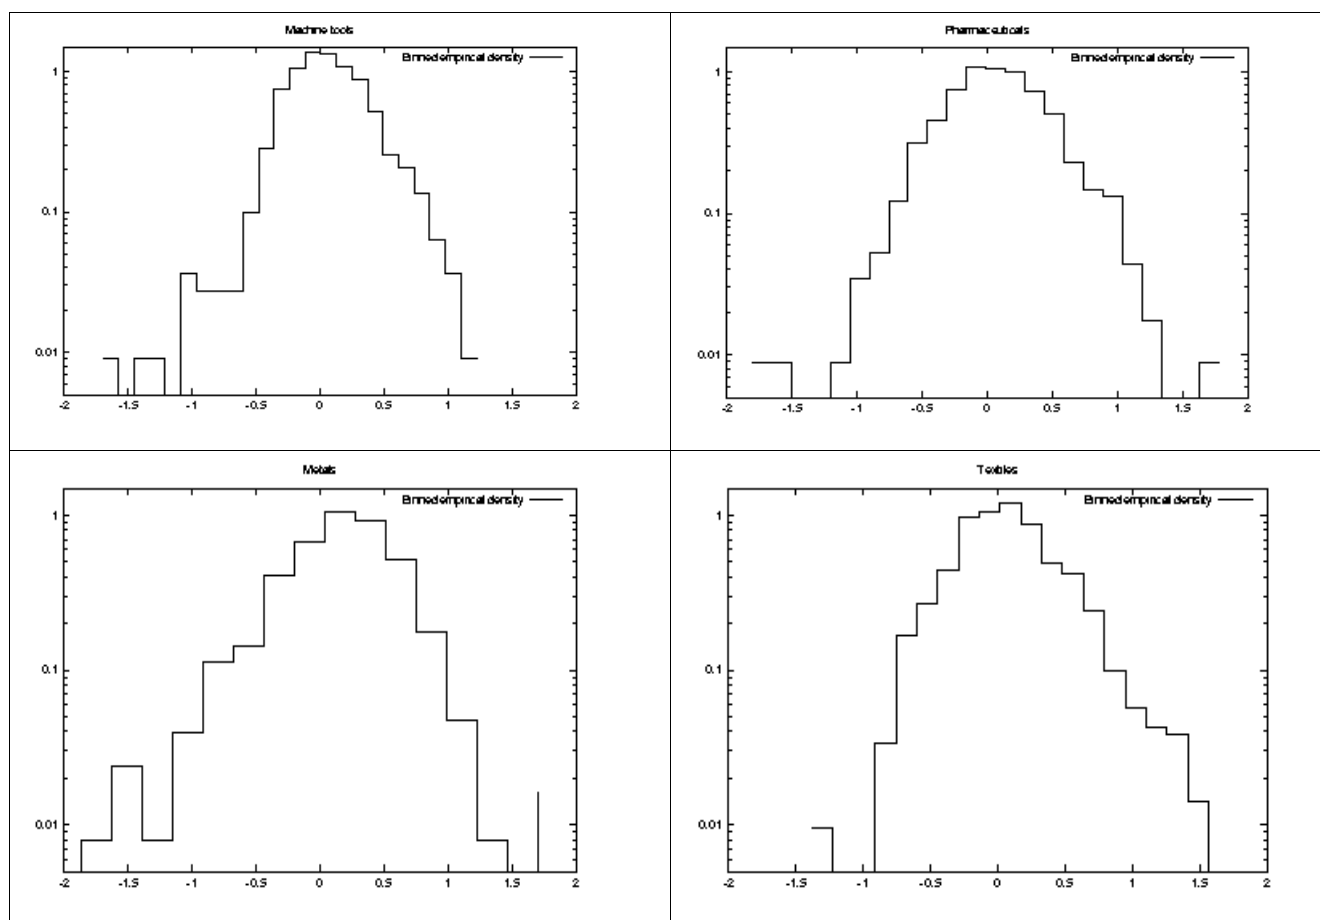 Machine tools
Binned empirical density
1
0.1
0.01
-2 -1.5 -1 -0.5 0 0.5 1 1.5 2
Pharmaceuticals
Binned empirical density
1
0.1
0.01
-2 -1.5 -1 -0.5 0 0.5 1 1.5 2
Metals
Binned empirical density
1
0.1
0.01
-2 -1.5 -1 -0.5 0 0.5 1 1.5 2
Textiles
Binned empirical density
1
0.1
0.01
-2 -1.5 -1 -0.5 0 0.5 1 1.5 2